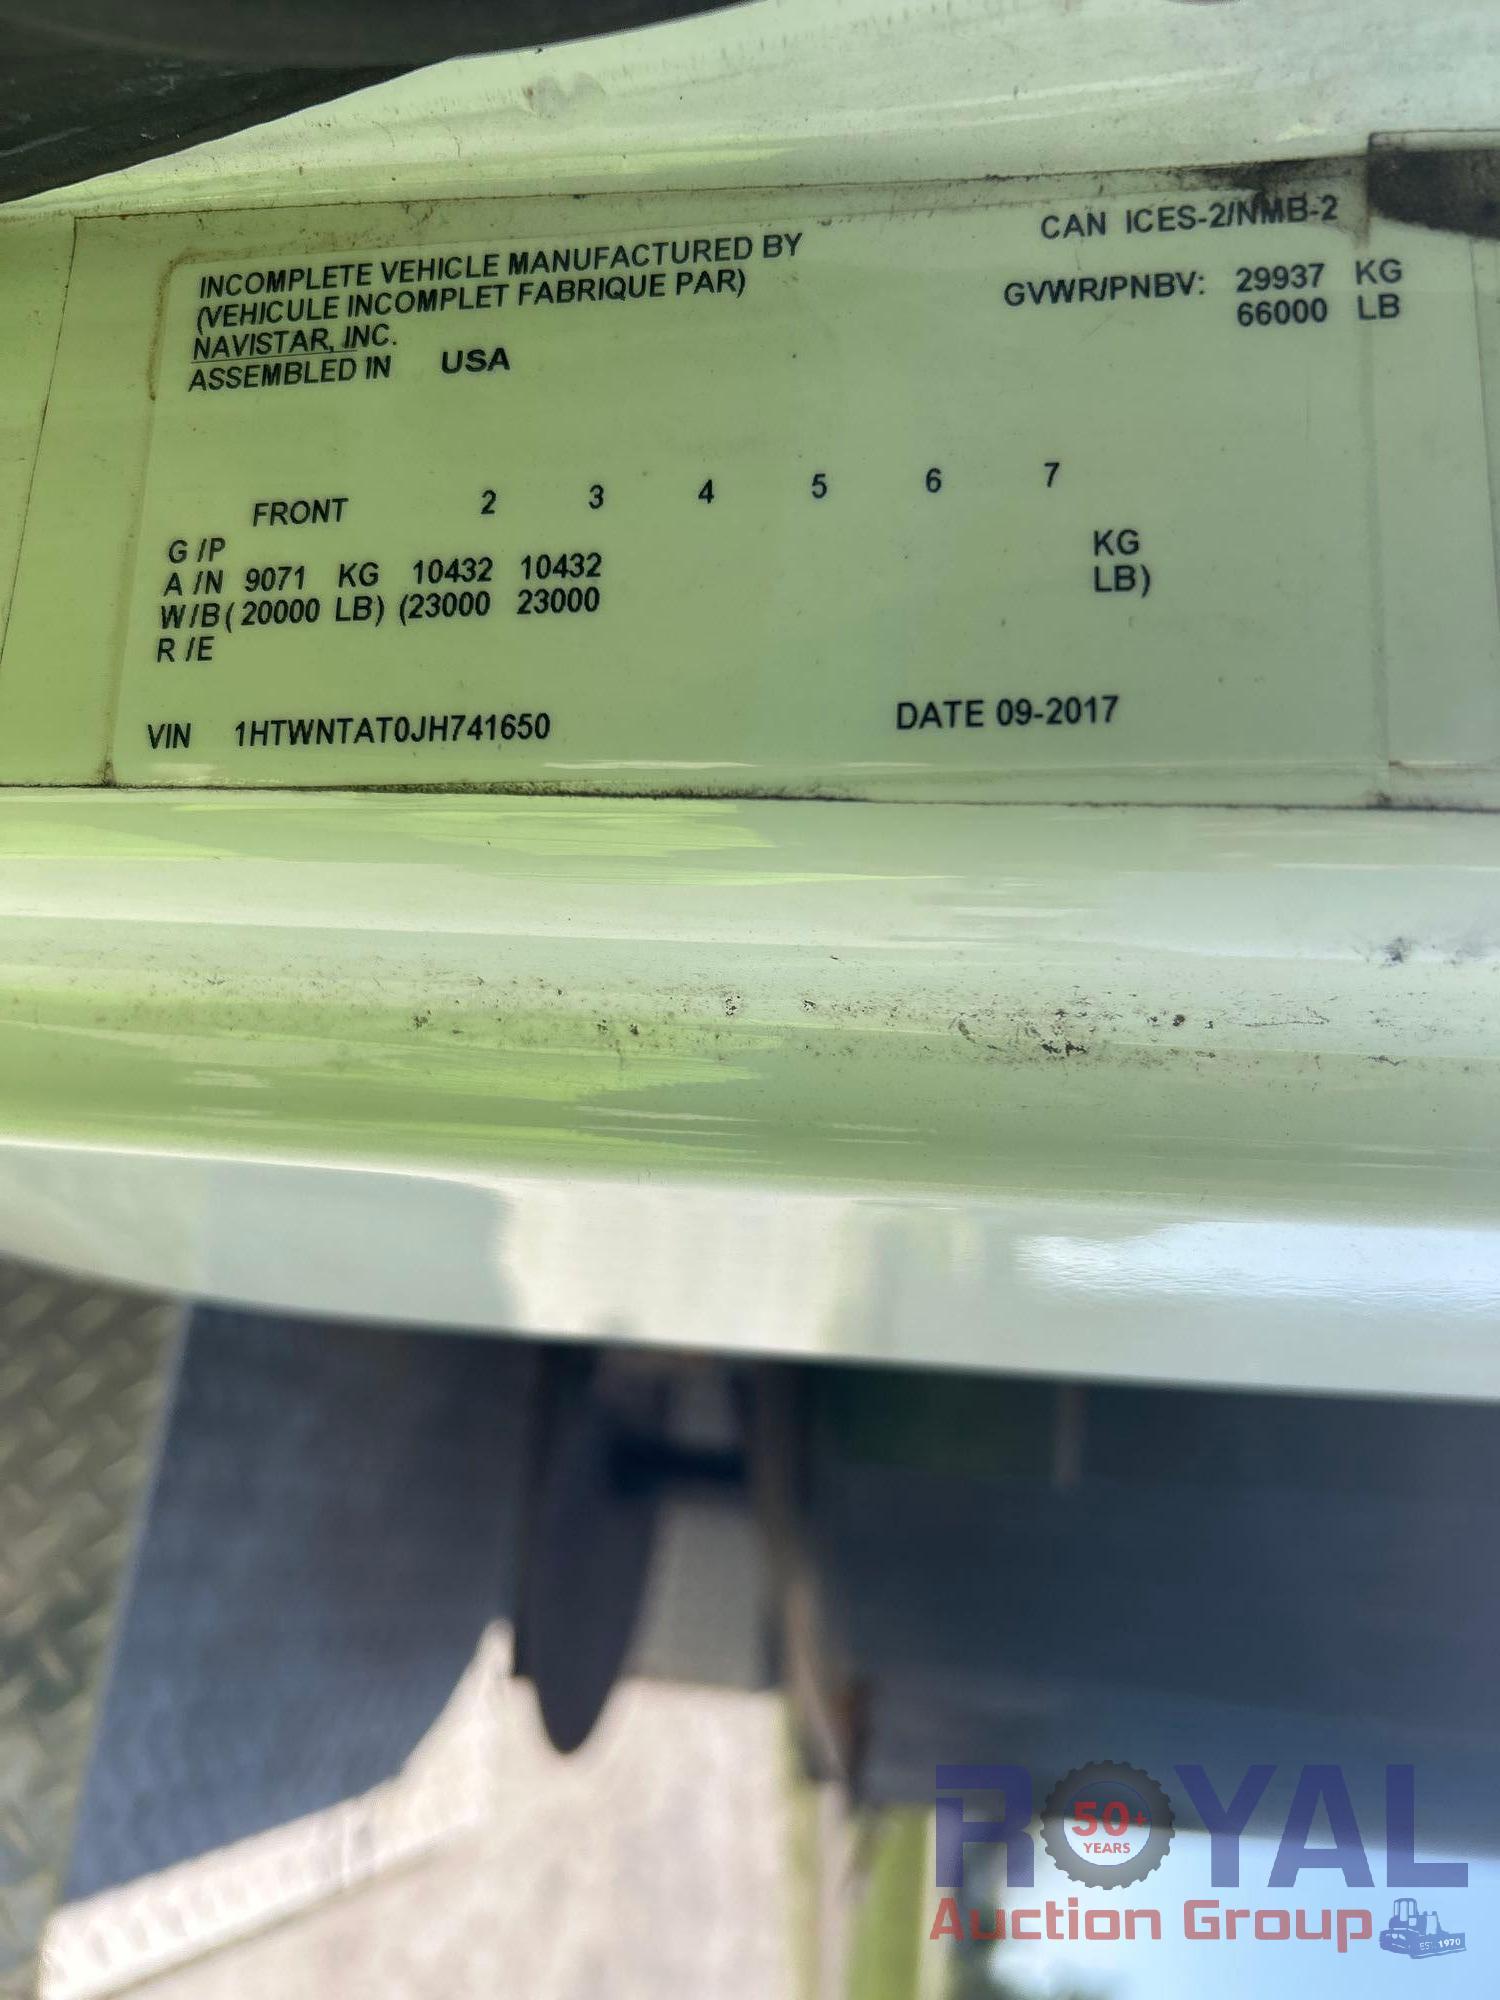 CAN ICES-2/NMB-2
INCOMPLETE VEHICLE MANUFACTURED BY
(VEHICULE INCOMPLET FABRIQUE PAR)
NAVISTAR, INC.
ASSEMBLED IN USA
GVWR/PNBV: 29937 KG
66000 LB
FRONT 2 3 4 5 6 7
G /P
A /N 9071 KG 10432 10432 KG
W/B ( 20000 LB) (23000 23000 LB)
R /E
VIN 1HTWNTAT0JH741650 DATE 09-2017
ROYAL
50+
YEARS
Auction Group
EST. 1970